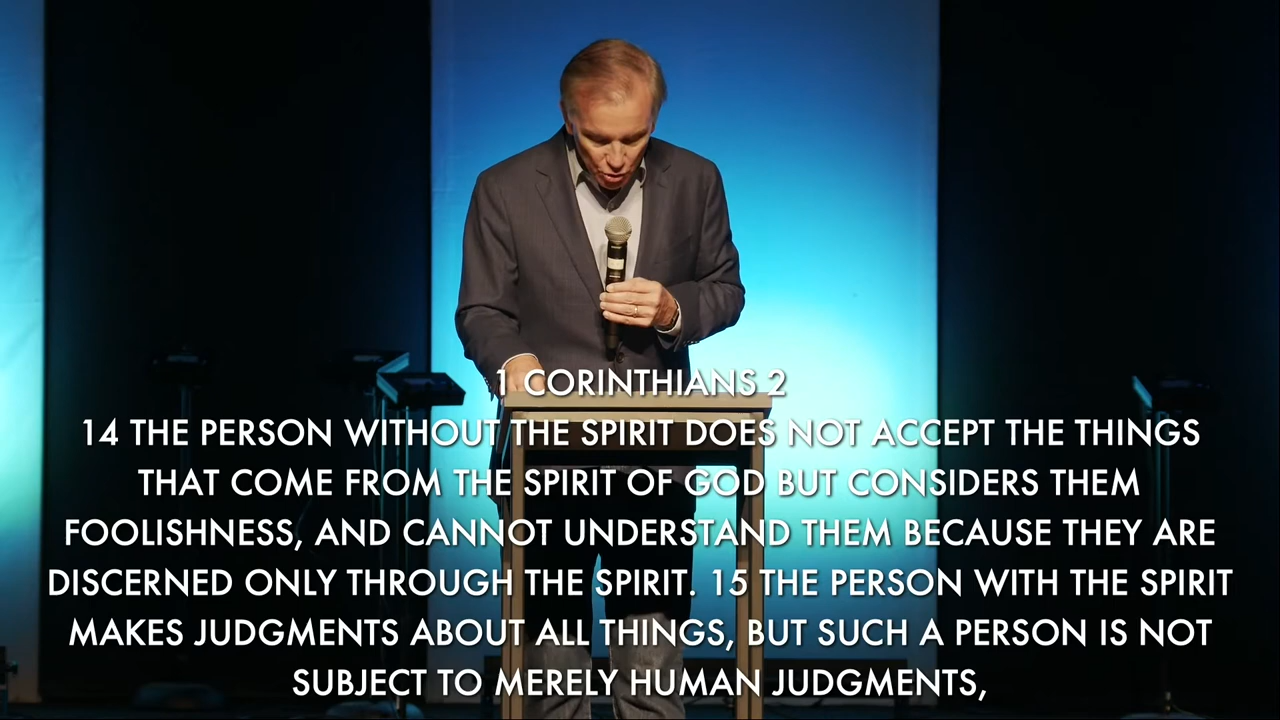 1 CORINTHIANS 2
14 THE PERSON WITHOUT THE SPIRIT DOES NOT ACCEPT THE THINGS
THAT COME FROM THE SPIRIT OF GOD BUT CONSIDERS THEM
FOOLISHNESS, AND CANNOT UNDERSTAND THEM BECAUSE THEY ARE
DISCERNED ONLY THROUGH THE SPIRIT. 15 THE PERSON WITH THE SPIRIT
MAKES JUDGMENTS ABOUT ALL THINGS, BUT SUCH A PERSON IS NOT
SUBJECT TO MERELY HUMAN JUDGMENTS,